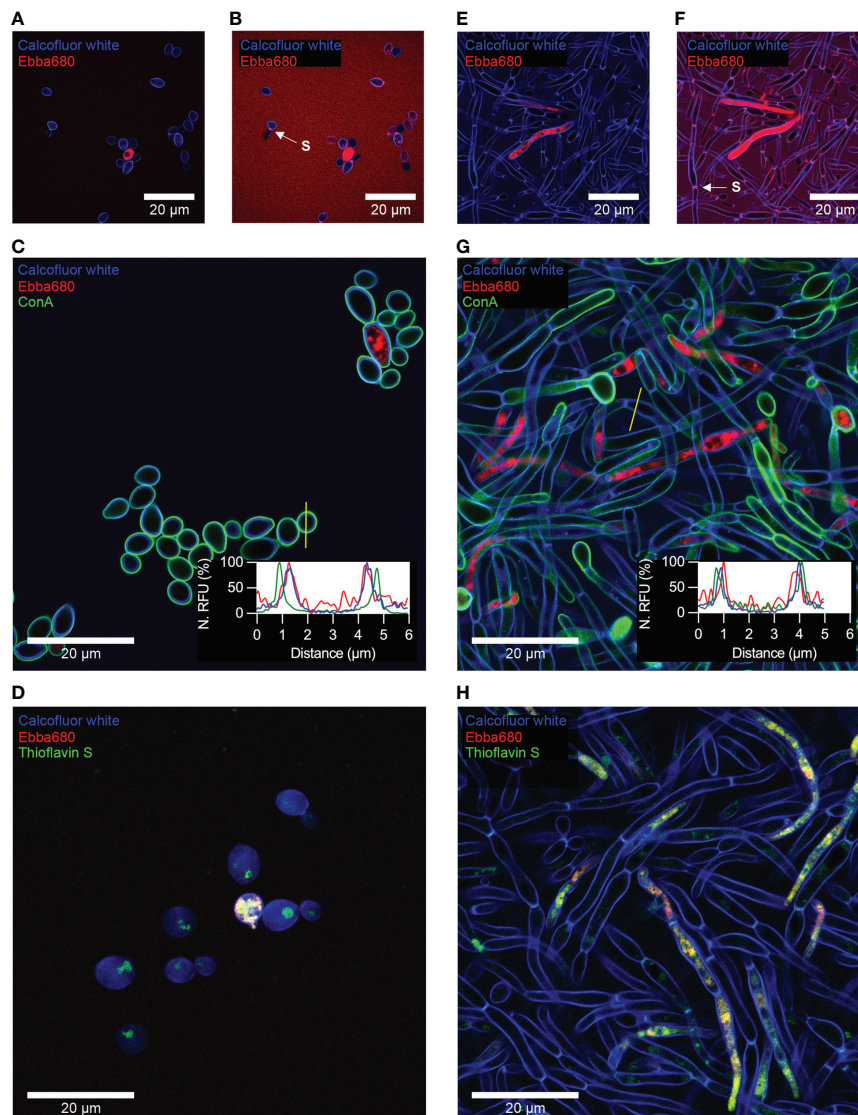 A
Calcofluor white
Ebba680
20 µm
B
Calcofluor white
Ebba680
S
20 µm
C
Calcofluor white
Ebba680
ConA
100
50
0
N. RFU (%)
0 1 2 3 4 5 6
Distance (µm)
20 µm
D
Calcofluor white
Ebba680
Thioflavin S
20 µm
E
Calcofluor white
Ebba680
20 µm
F
Calcofluor white
Ebba680
S
20 µm
G
Calcofluor white
Ebba680
ConA
100
50
0
N. RFU (%)
0 1 2 3 4 5 6
Distance (µm)
20 µm
H
Calcofluor white
Ebba680
Thioflavin S
20 µm